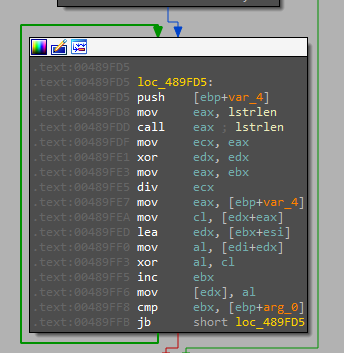 .text:00489FD5
.text:00489FD5 loc_489FD5:
.text:00489FD5 push [ebp+var_4]
.text:00489FD8 mov eax, lstrlen
.text:00489FDD call eax ; lstrlen
.text:00489FDF mov ecx, eax
.text:00489FE1 xor edx, edx
.text:00489FE3 mov eax, ebx
.text:00489FE5 div ecx
.text:00489FE7 mov eax, [ebp+var_4]
.text:00489FEA mov cl, [edx+eax]
.text:00489FED lea edx, [ebx+esi]
.text:00489FF0 mov al, [edi+edx]
.text:00489FF3 xor al, cl
.text:00489FF5 inc ebx
.text:00489FF6 mov [edx], al
.text:00489FF8 cmp ebx, [ebp+arg_0]
.text:00489FFB jb short loc_489FD5